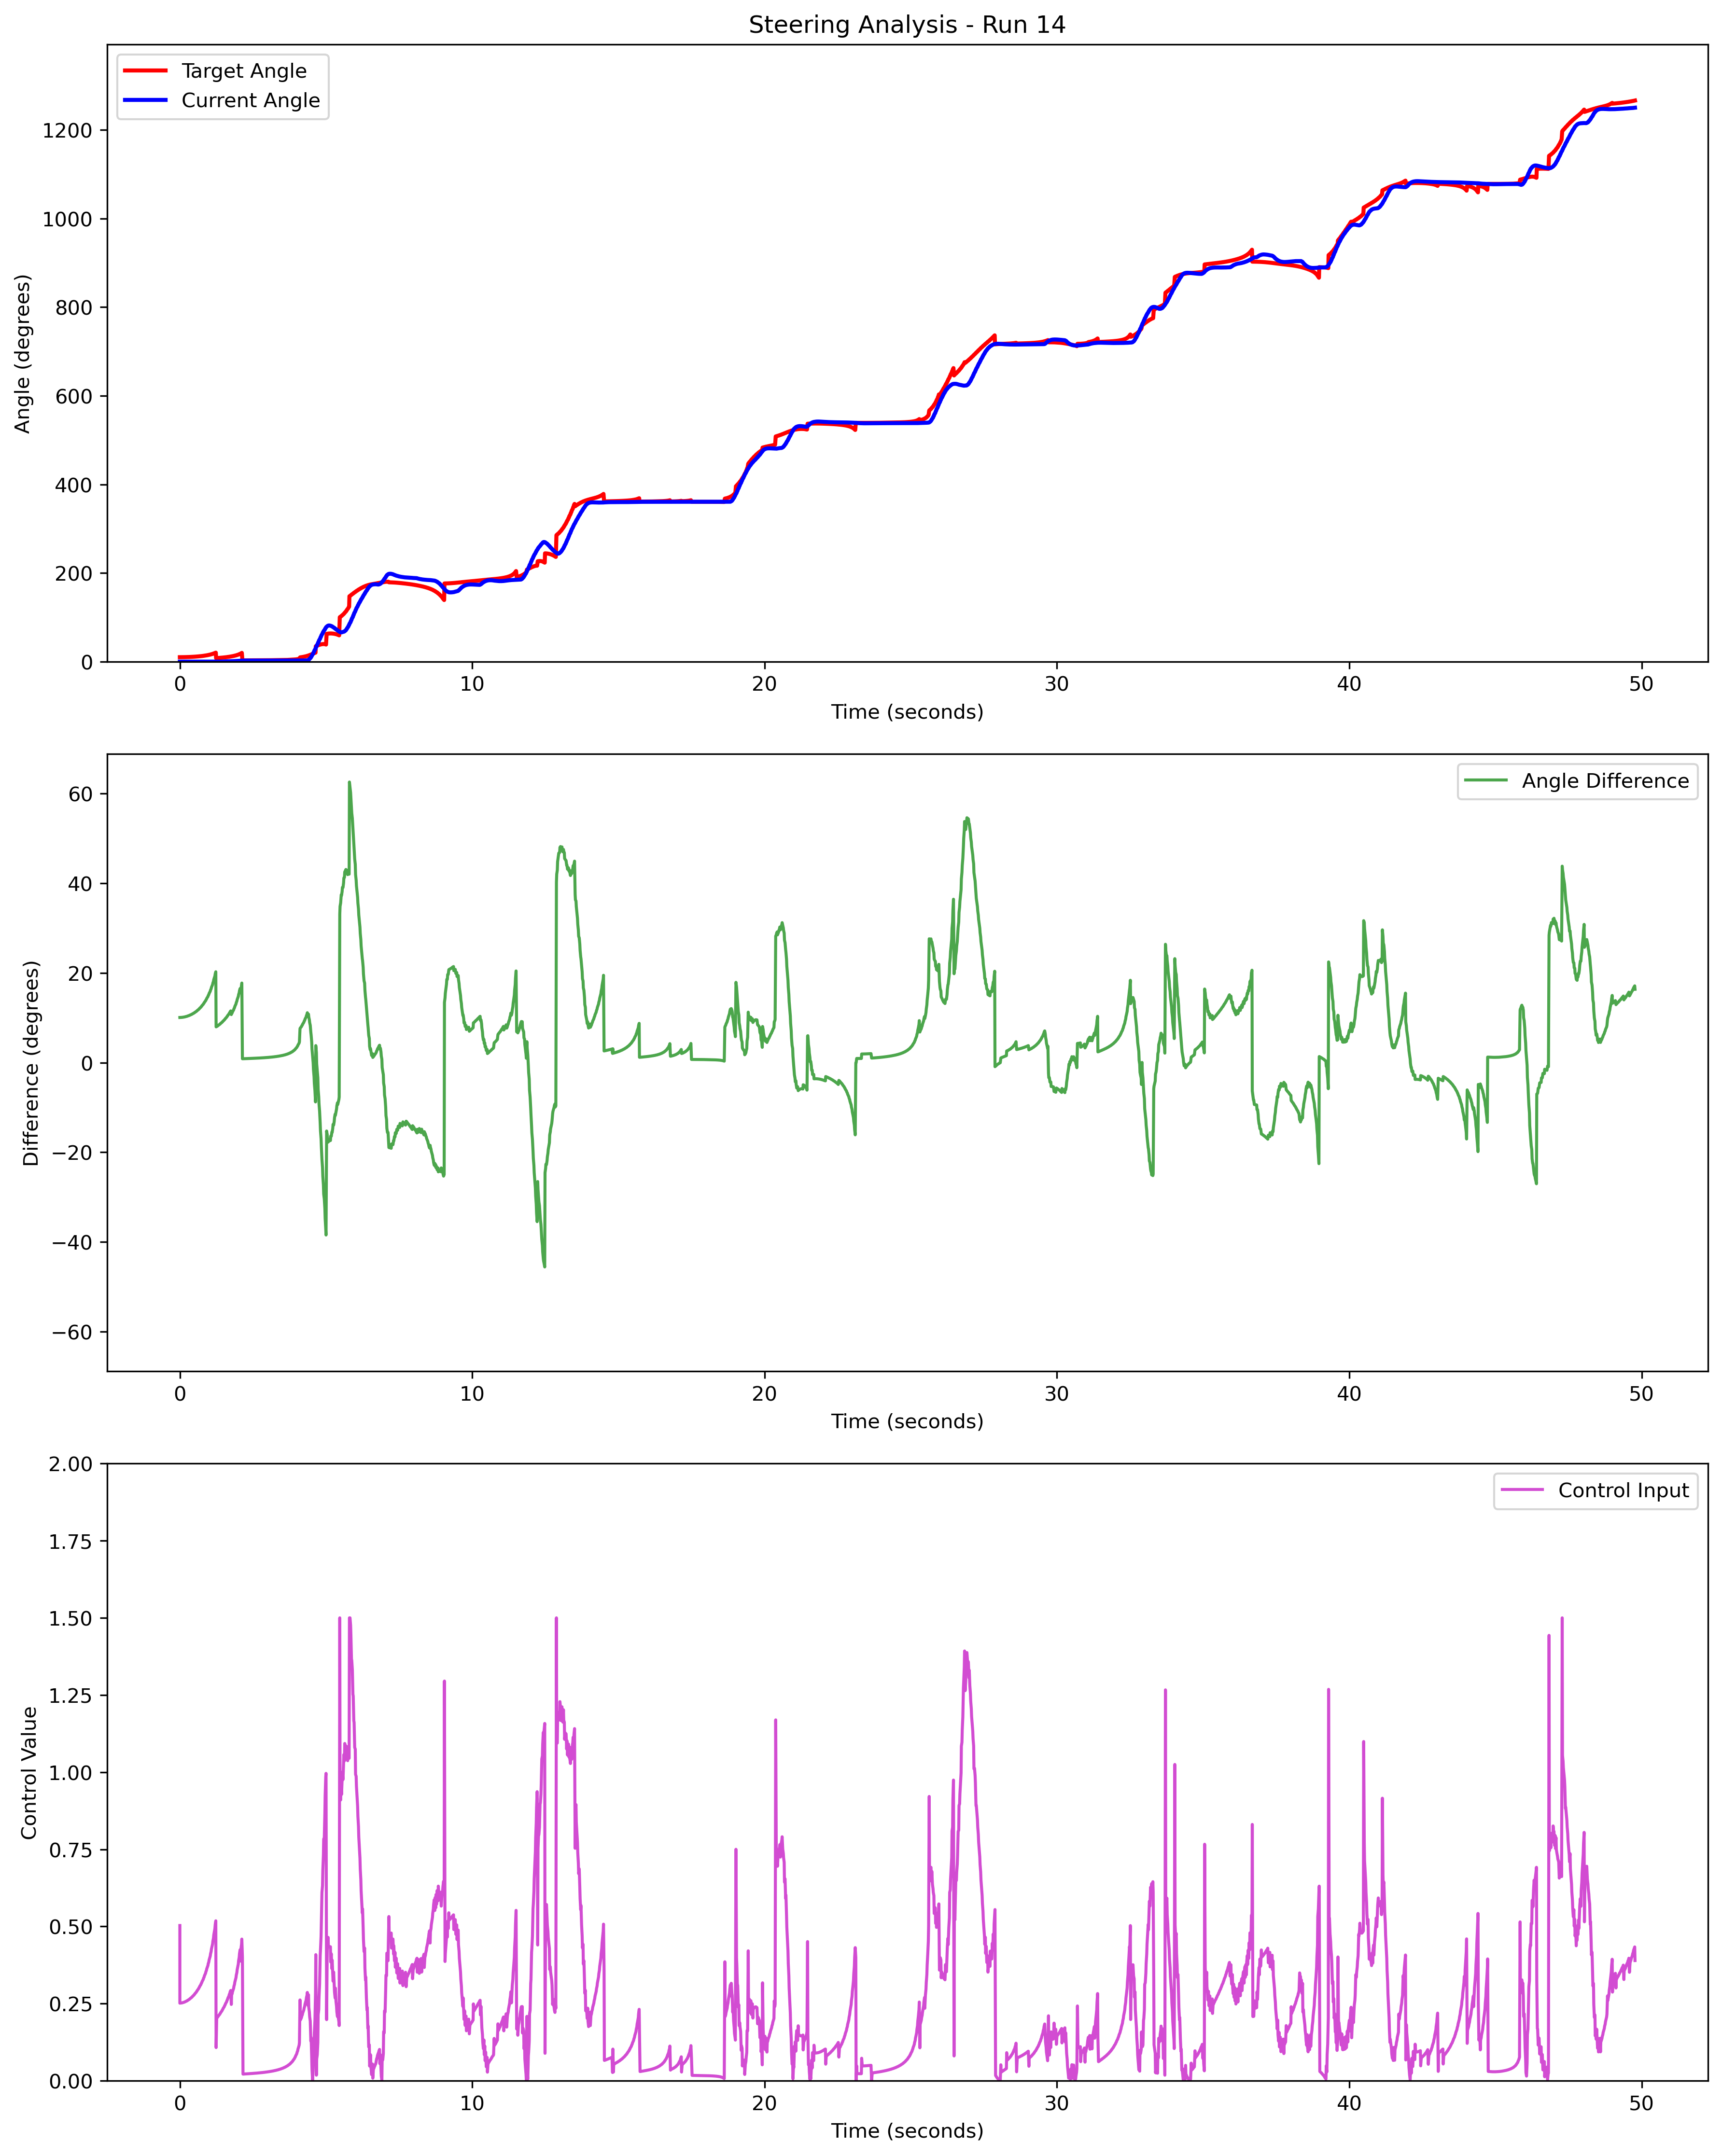 Steering Analysis - Run 14
Target Angle
Current Angle
Angle (degrees)
1200
1000
800
600
400
200
0
0 10 20 30 40 50
Time (seconds)
Angle Difference
Difference (degrees)
60
40
20
0
−20
−40
−60
0 10 20 30 40 50
Time (seconds)
Control Input
Control Value
2.00
1.75
1.50
1.25
1.00
0.75
0.50
0.25
0.00
0 10 20 30 40 50
Time (seconds)